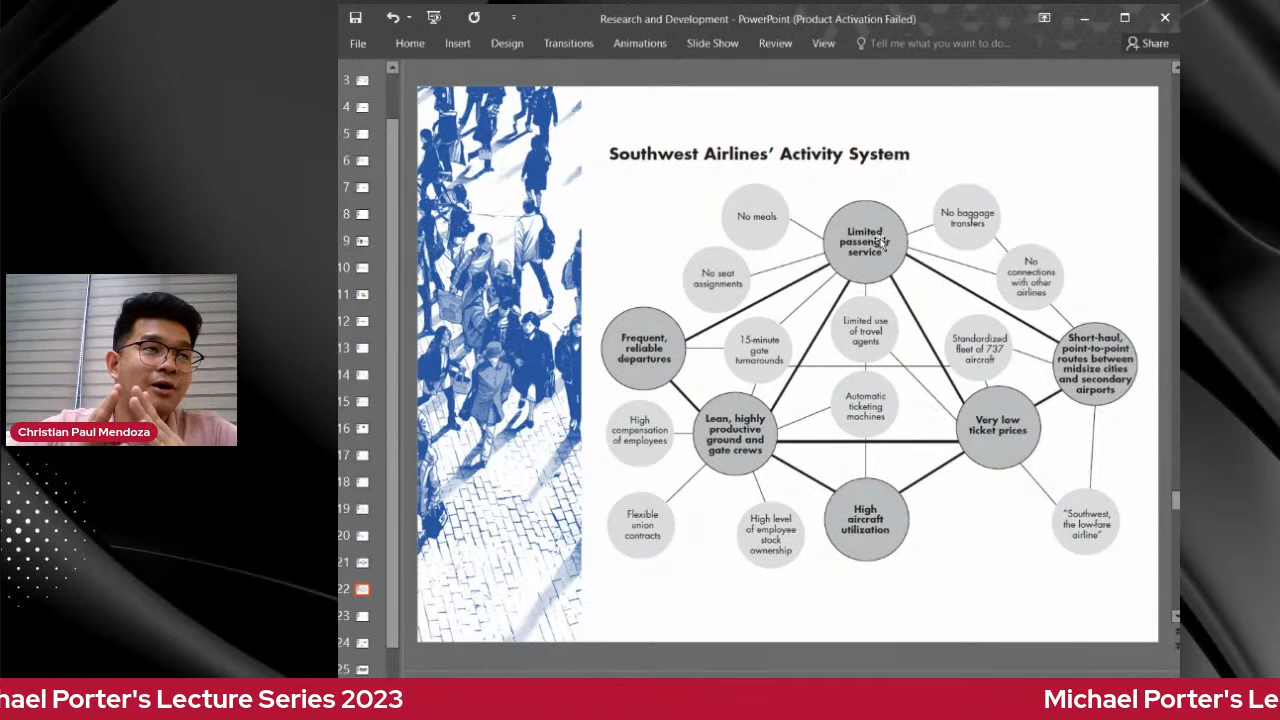 Research and Development - PowerPoint (Product Activation Failed)
File
Home
Insert
Design
Transitions
Animations
Slide Show
Review
View
Tell me what you want to do...
Share
3
4
5
6
7
8
9
10
11
12
13
14
15
16
17
18
19
20
21
22
23
24
25
Southwest Airlines' Activity System
No meals
Limited
passenger
service
No baggage
transfers
No seat
assignments
No
connections
with other
airlines
Frequent,
reliable
departures
15-minute
gate
turnarounds
Limited use
of travel
agents
Standardized
fleet of 737
aircraft
Short-haul,
point-to-point
routes between
midsize cities
and secondary
airports
High
compensation
of employees
Lean, highly
productive
ground and
gate crews
Automatic
ticketing
machines
Very low
ticket prices
Flexible
union
contracts
High level
of employee
stock
ownership
High
aircraft
utilization
"Southwest,
the low-fare
airline"
Christian Paul Mendoza
hael Porter's Lecture Series 2023
Michael Porter's Le